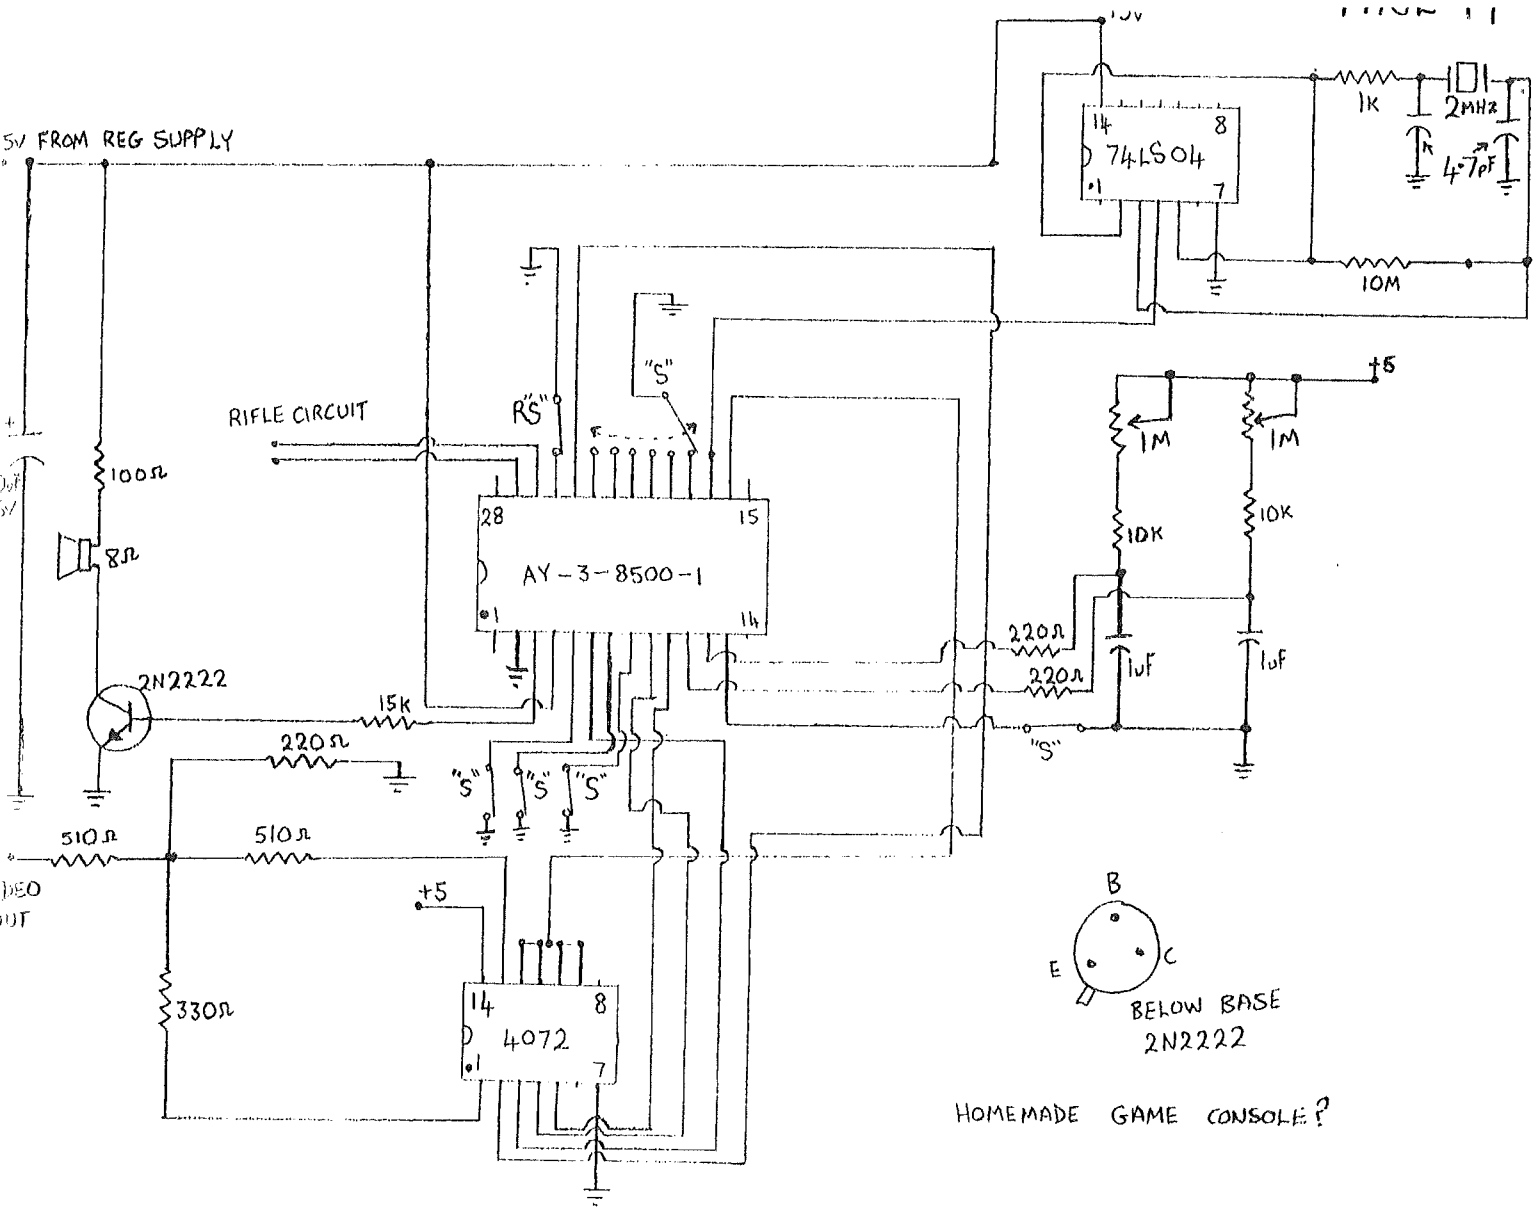 5V FROM REG SUPPLY
14
8
74LS04
1
7
1K
2MHz
4.7pF
10M
RIFLE CIRCUIT
R"S"
"S"
+
100Ω
8Ω
28
15
AY-3-8500-1
1
14
+5
1M
1M
10K
10K
220Ω
220Ω
1uF
1uF
"S"
2N2222
15K
220Ω
"S"
"S"
"S"
510Ω
510Ω
+5
14
8
4072
1
7
330Ω
B
E
C
BELOW BASE
2N2222
HOMEMADE GAME CONSOLE?